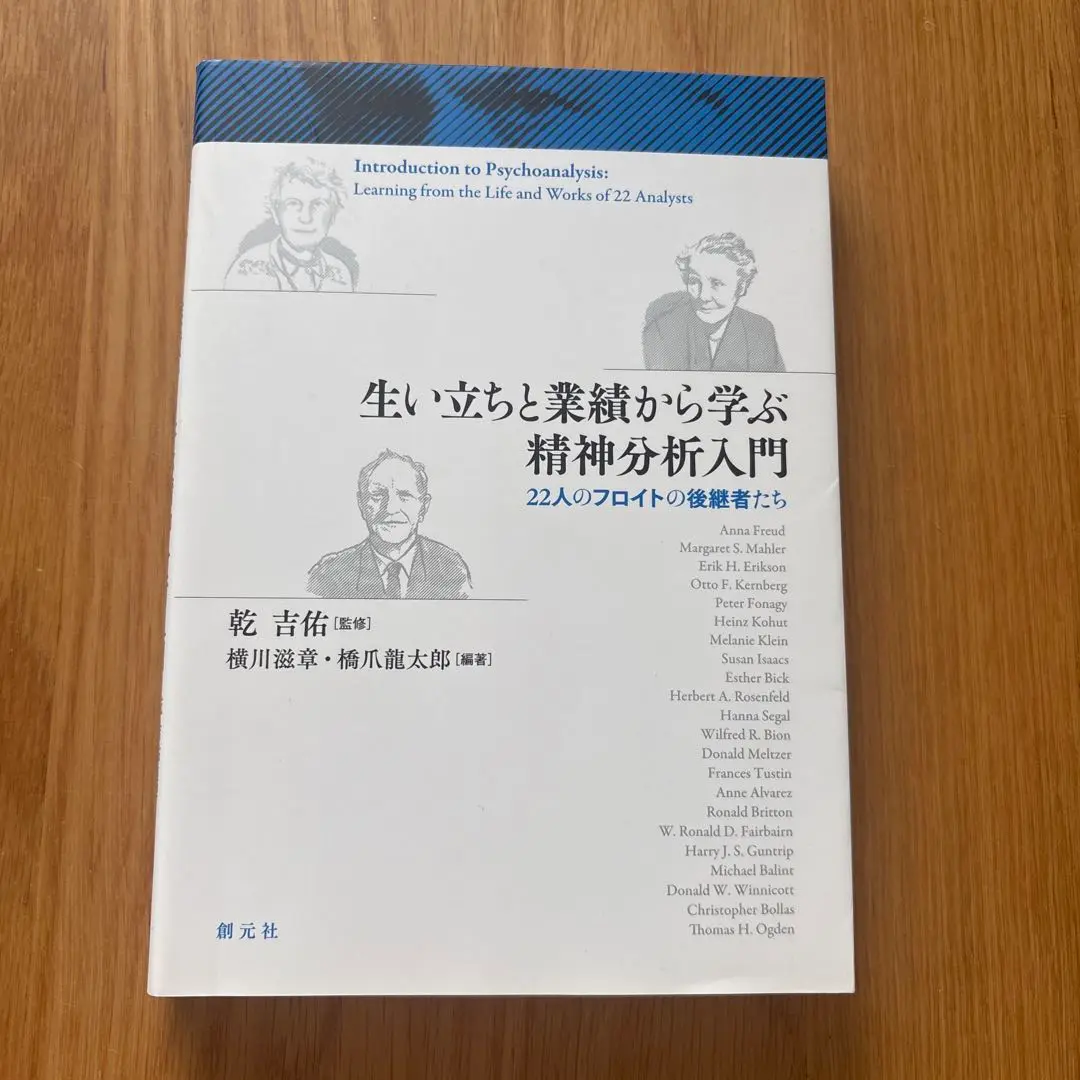 Introduction to Psychoanalysis:
Learning from the Life and Works of 22 Analysts
生い立ちと業績から学ぶ
精神分析入門
22人のフロイトの後継者たち
Anna Freud
Margaret S. Mahler
Erik H. Erikson
Otto F. Kernberg
Peter Fonagy
Heinz Kohut
Melanie Klein
Susan Isaacs
Esther Bick
Herbert A. Rosenfeld
Hanna Segal
Wilfred R. Bion
Donald Meltzer
Frances Tustin
Anne Alvarez
Ronald Britton
W. Ronald D. Fairbairn
Harry J. S. Guntrip
Michael Balint
Donald W. Winnicott
Christopher Bollas
Thomas H. Ogden
乾 吉佑[監修]
横川滋章・橋爪龍太郎[編著]
創元社